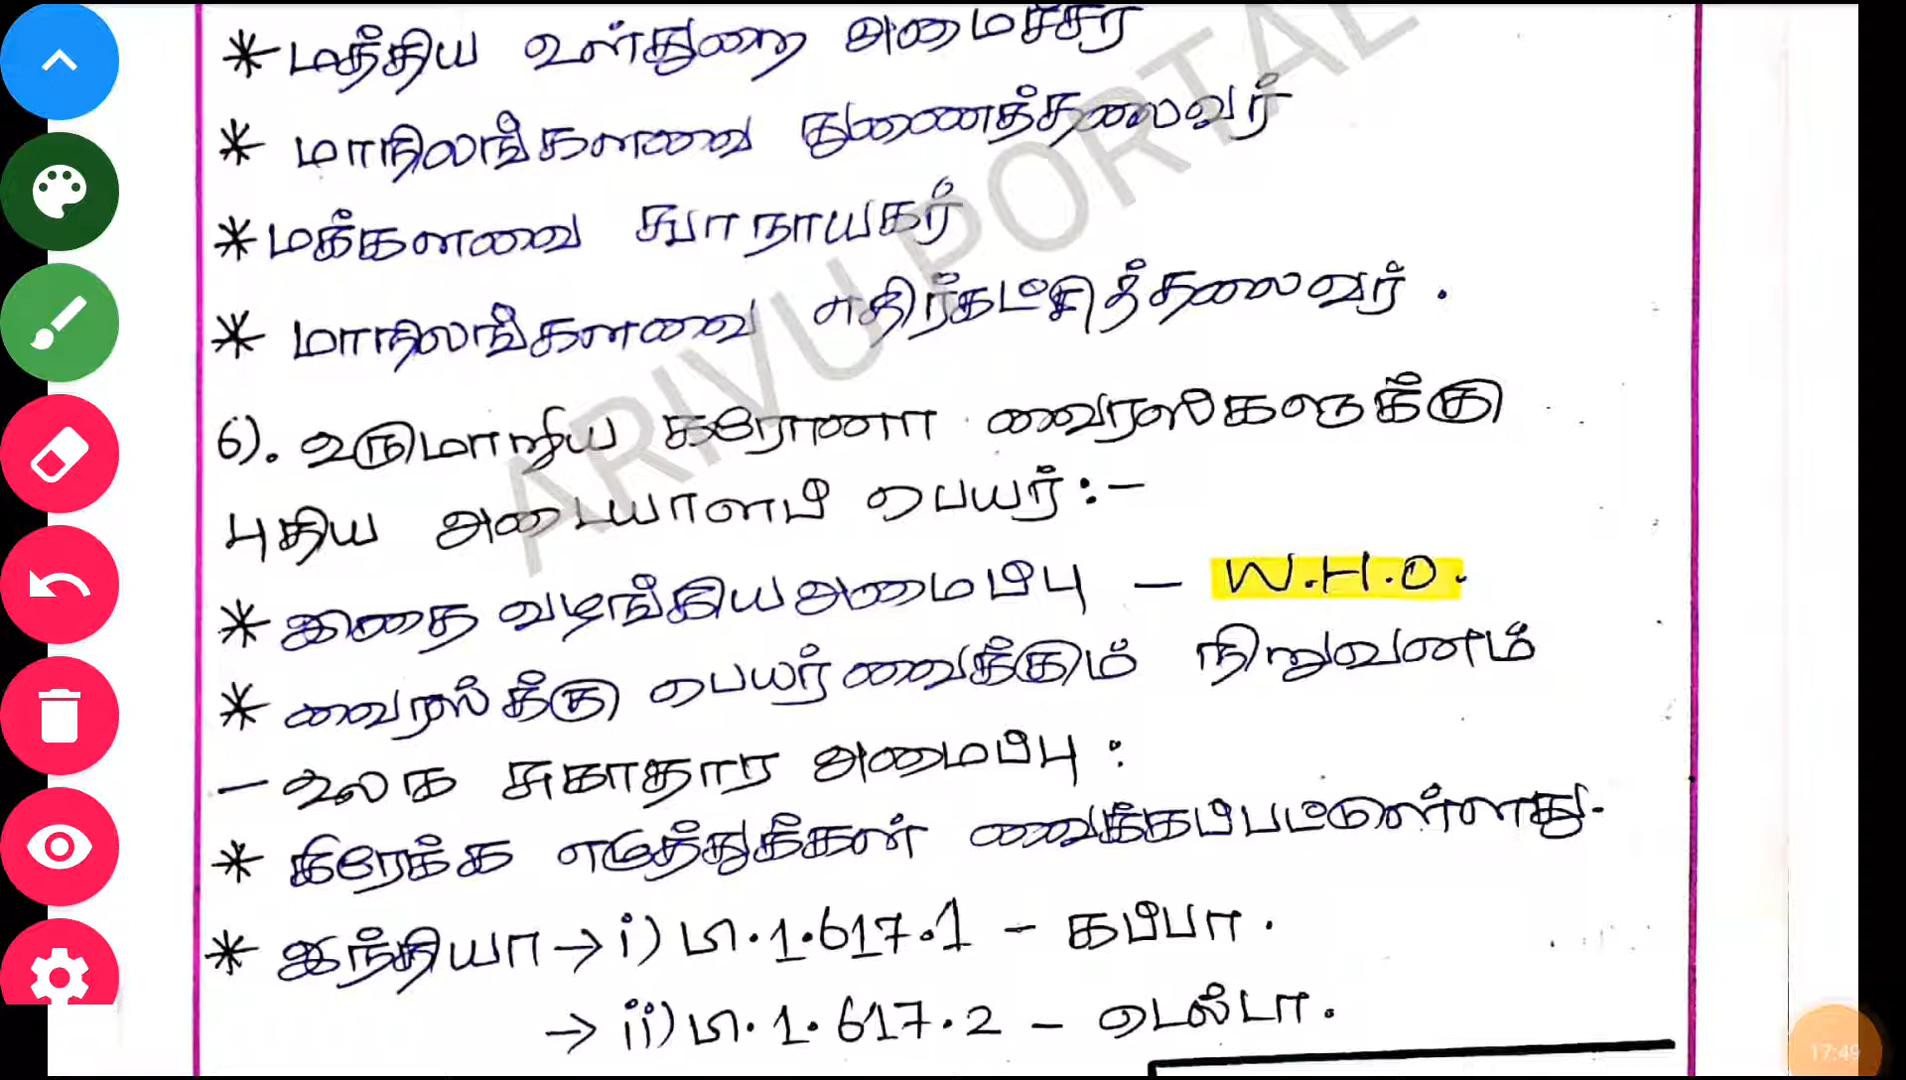 * மத்திய உள்துறை அமைச்சர்
* மாநிலங்களவை துணைத்தலைவர்
* மக்களவை சபாநாயகர்
* மாநிலங்களவை எதிர்கட்சித்தலைவர் .
6). உருமாறிய கரோனா வைரஸ்களுக்கு
புதிய அடையாளப் பெயர் :-
* இதை வழங்கிய அமைப்பு - W.H.O.
* வைரஸ்க்கு பெயர் வைக்கும் நிறுவனம்
- உலக சுகாதார அமைப்பு :
* கிரேக்க எழுத்துக்கள் வைக்கப்பட்டுள்ளது.
* இந்தியா → i) பி.1.617.1 - கப்பா .
→ ii) பி.1.617.2 - டெல்டா .
ARIVU PORTAL
17:49